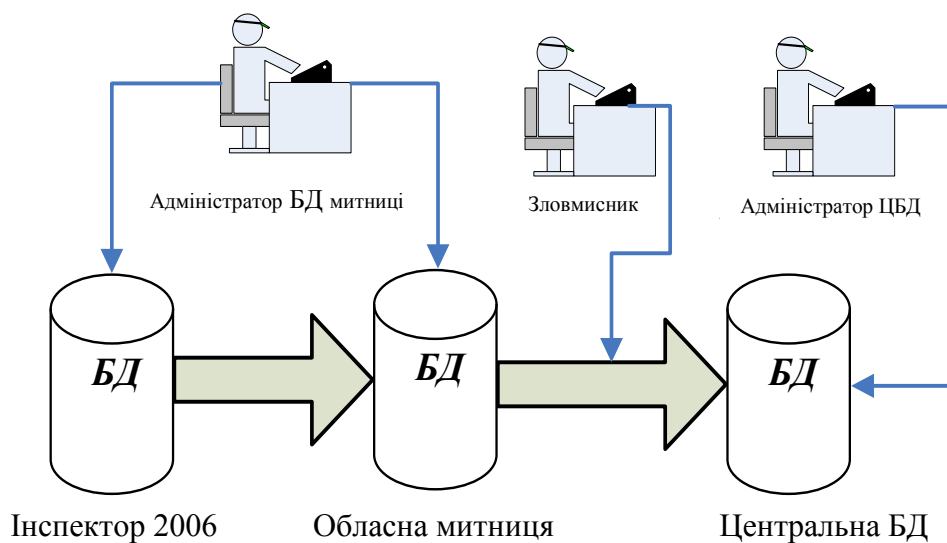 Адміністратор БД митниці
Зловмисник
Адміністратор ЦБД
БД
БД
БД
Інспектор 2006
Обласна митниця
Центральна БД